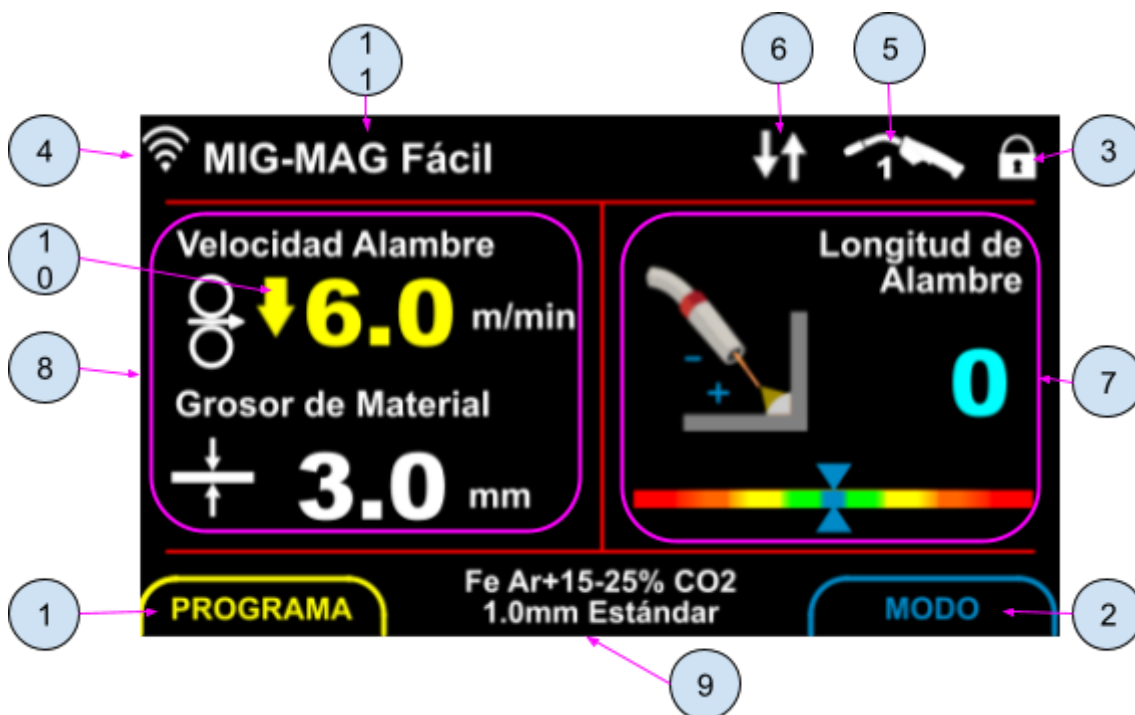 1
1
6
5
4
MIG-MAG Fácil
1
3
1
0
Velocidad Alambre
6.0 m/min
Longitud de
Alambre
- 
+
0
8
7
Grosor de Material
3.0 mm
Fe Ar+15-25% CO2
1.0mm Estándar
1
PROGRAMA
MODO
2
9